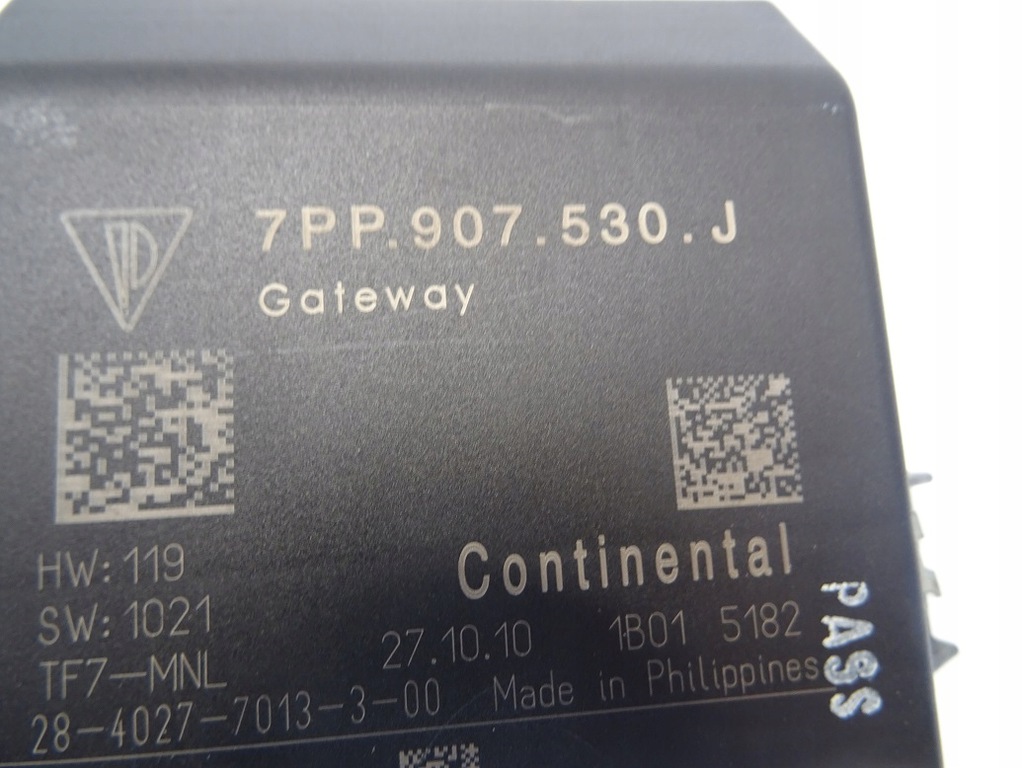 7PP.907.530.J
Gateway
HW: 119
SW: 1021
TF7-MNL
Continental
27.10.10 1B01 5182
28-4027-7013-3-00 Made in Philippines
PASS